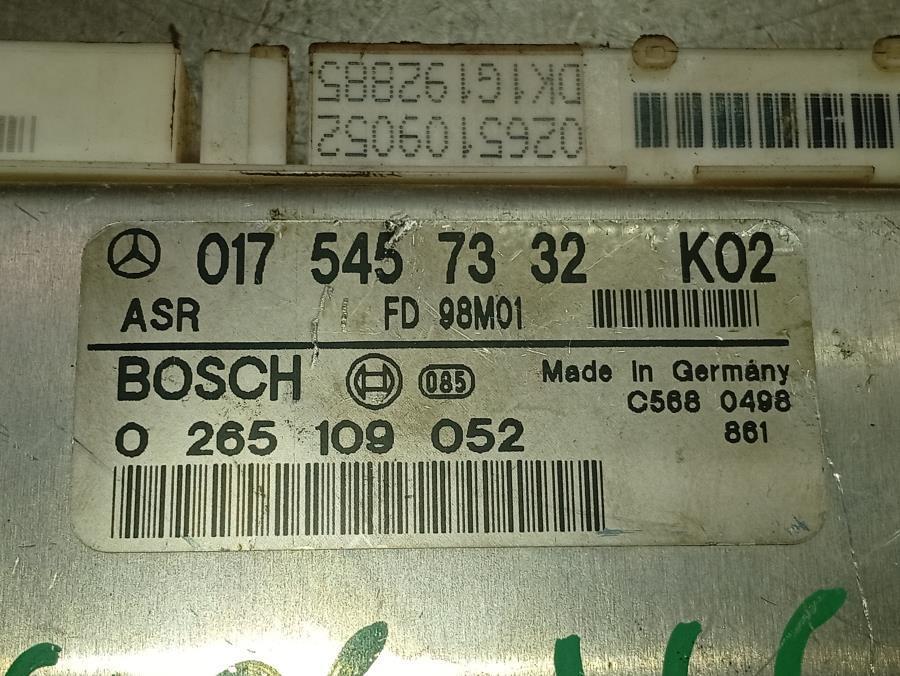 DK1G192885
0265109052
017 545 73 32 K02
ASR FD 98M01
BOSCH 085 Made In Germany
C568 0498
0 265 109 052 861